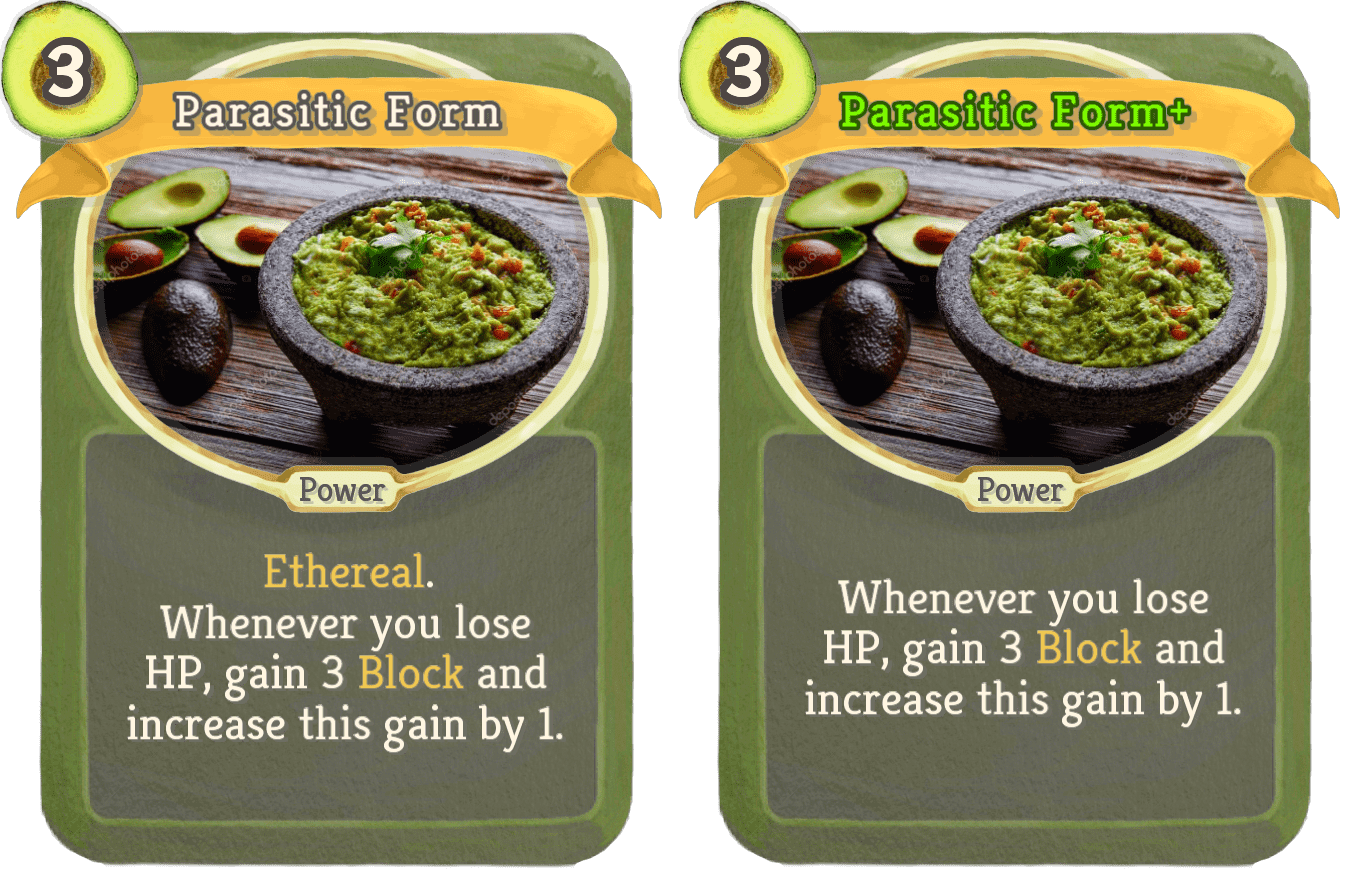 3
Parasitic Form
Power
Ethereal.
Whenever you lose
HP, gain 3 Block and
increase this gain by 1.
3
Parasitic Form+
Power
Whenever you lose
HP, gain 3 Block and
increase this gain by 1.